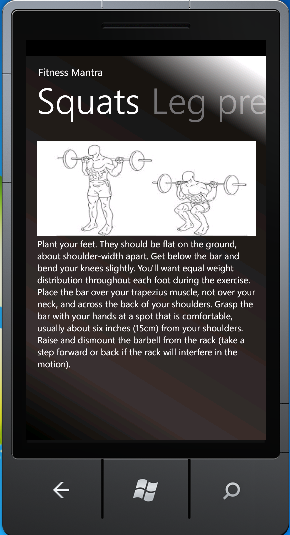 Fitness Mantra
Squats Leg pre
Plant your feet. They should be flat on the ground,
about shoulder-width apart. Get below the bar and
bend your knees slightly. You'll want equal weight
distribution throughout each foot during the exercise.
Place the bar over your trapezius muscle, not over your
neck, and across the back of your shoulders. Grasp the
bar with your hands at a spot that is comfortable,
usually about six inches (15cm) from your shoulders.
Raise and dismount the barbell from the rack (take a
step forward or back if the rack will interfere in the
motion).